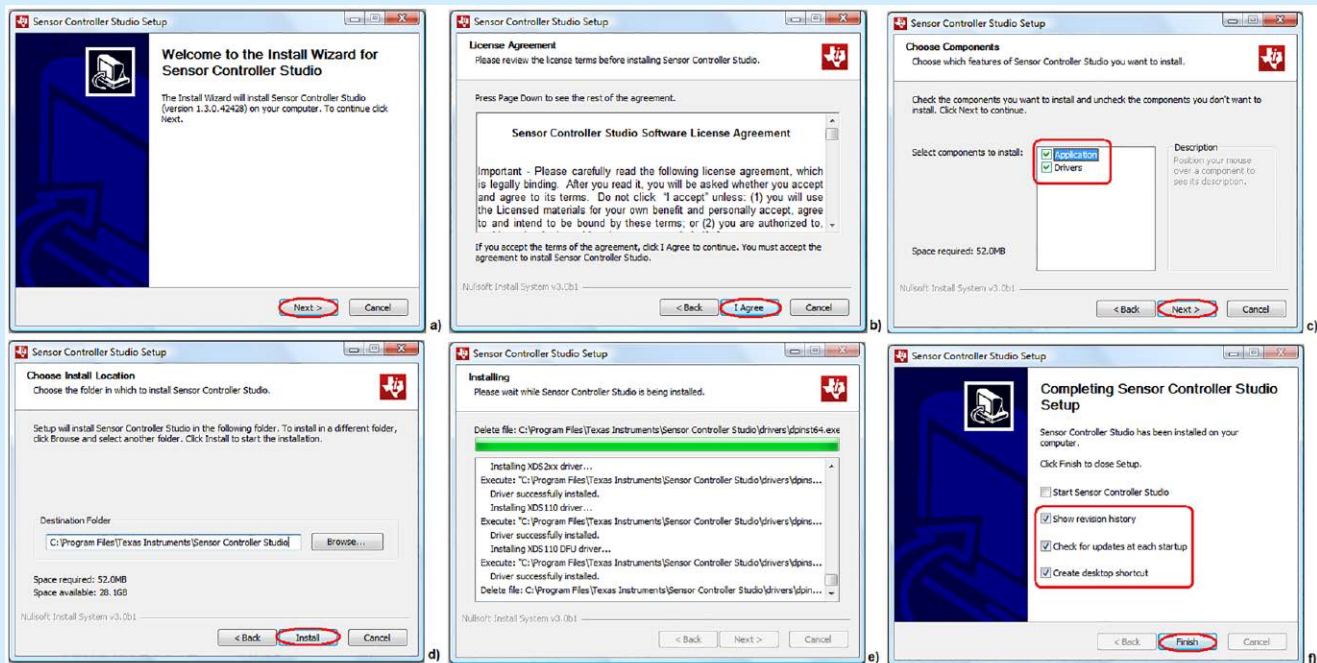 Sensor Controller Studio Setup
Welcome to the Install Wizard for
Sensor Controller Studio
The Install Wizard will install Sensor Controller Studio
(version 1.3.0.42428) on your computer. To continue click
Next.
Next >
Cancel
a)
Sensor Controller Studio Setup
License Agreement
Please review the license terms before installing Sensor Controller Studio.
Press Page Down to see the rest of the agreement.
Sensor Controller Studio Software License Agreement
Important - Please carefully read the following license agreement, which
is legally binding. After you read it, you will be asked whether you accept
and agree to its terms. Do not click "I accept" unless: (1) you will use
the Licensed materials for your own benefit and personally accept, agree
to and intend to be bound by these terms; or (2) you are authorized to,
If you accept the terms of the agreement, click I Agree to continue. You must accept the
agreement to install Sensor Controller Studio.
Nullsoft Install System v3.0b1
< Back
I Agree
Cancel
b)
Sensor Controller Studio Setup
Choose Components
Choose which features of Sensor Controller Studio you want to install.
Check the components you want to install and uncheck the components you don't want to
install. Click Next to continue.
Select components to install:
Application
Drivers
Description
Position your mouse
over a component to
see its description.
Space required: 52.0MB
Nullsoft Install System v3.0b1
< Back
Next >
Cancel
c)
Sensor Controller Studio Setup
Choose Install Location
Choose the folder in which to install Sensor Controller Studio.
Setup will install Sensor Controller Studio in the following folder. To install in a different folder,
click Browse and select another folder. Click Install to start the installation.
Destination Folder
C:\Program Files\Texas Instruments\Sensor Controller Studio
Browse...
Space required: 52.0MB
Space available: 28.1GB
Nullsoft Install System v3.0b1
< Back
Install
Cancel
d)
Sensor Controller Studio Setup
Installing
Please wait while Sensor Controller Studio is being installed.
Delete file: C:\Program Files\Texas Instruments\Sensor Controller Studio\drivers\dpinst64.exe
Installing XDS2xx driver...
Execute: "C:\Program Files\Texas Instruments\Sensor Controller Studio\drivers\dpins...
Driver successfully installed.
Installing XDS110 driver...
Execute: "C:\Program Files\Texas Instruments\Sensor Controller Studio\drivers\dpins...
Driver successfully installed.
Installing XDS110 DFU driver...
Execute: "C:\Program Files\Texas Instruments\Sensor Controller Studio\drivers\dpins...
Driver successfully installed.
Delete file: C:\Program Files\Texas Instruments\Sensor Controller Studio\drivers\dpin...
Nullsoft Install System v3.0b1
< Back
Next >
Cancel
e)
Sensor Controller Studio Setup
Completing Sensor Controller Studio
Setup
Sensor Controller Studio has been installed on your
computer.
Click Finish to close Setup.
Start Sensor Controller Studio
Show revision history
Check for updates at each startup
Create desktop shortcut
< Back
Finish
Cancel
f)